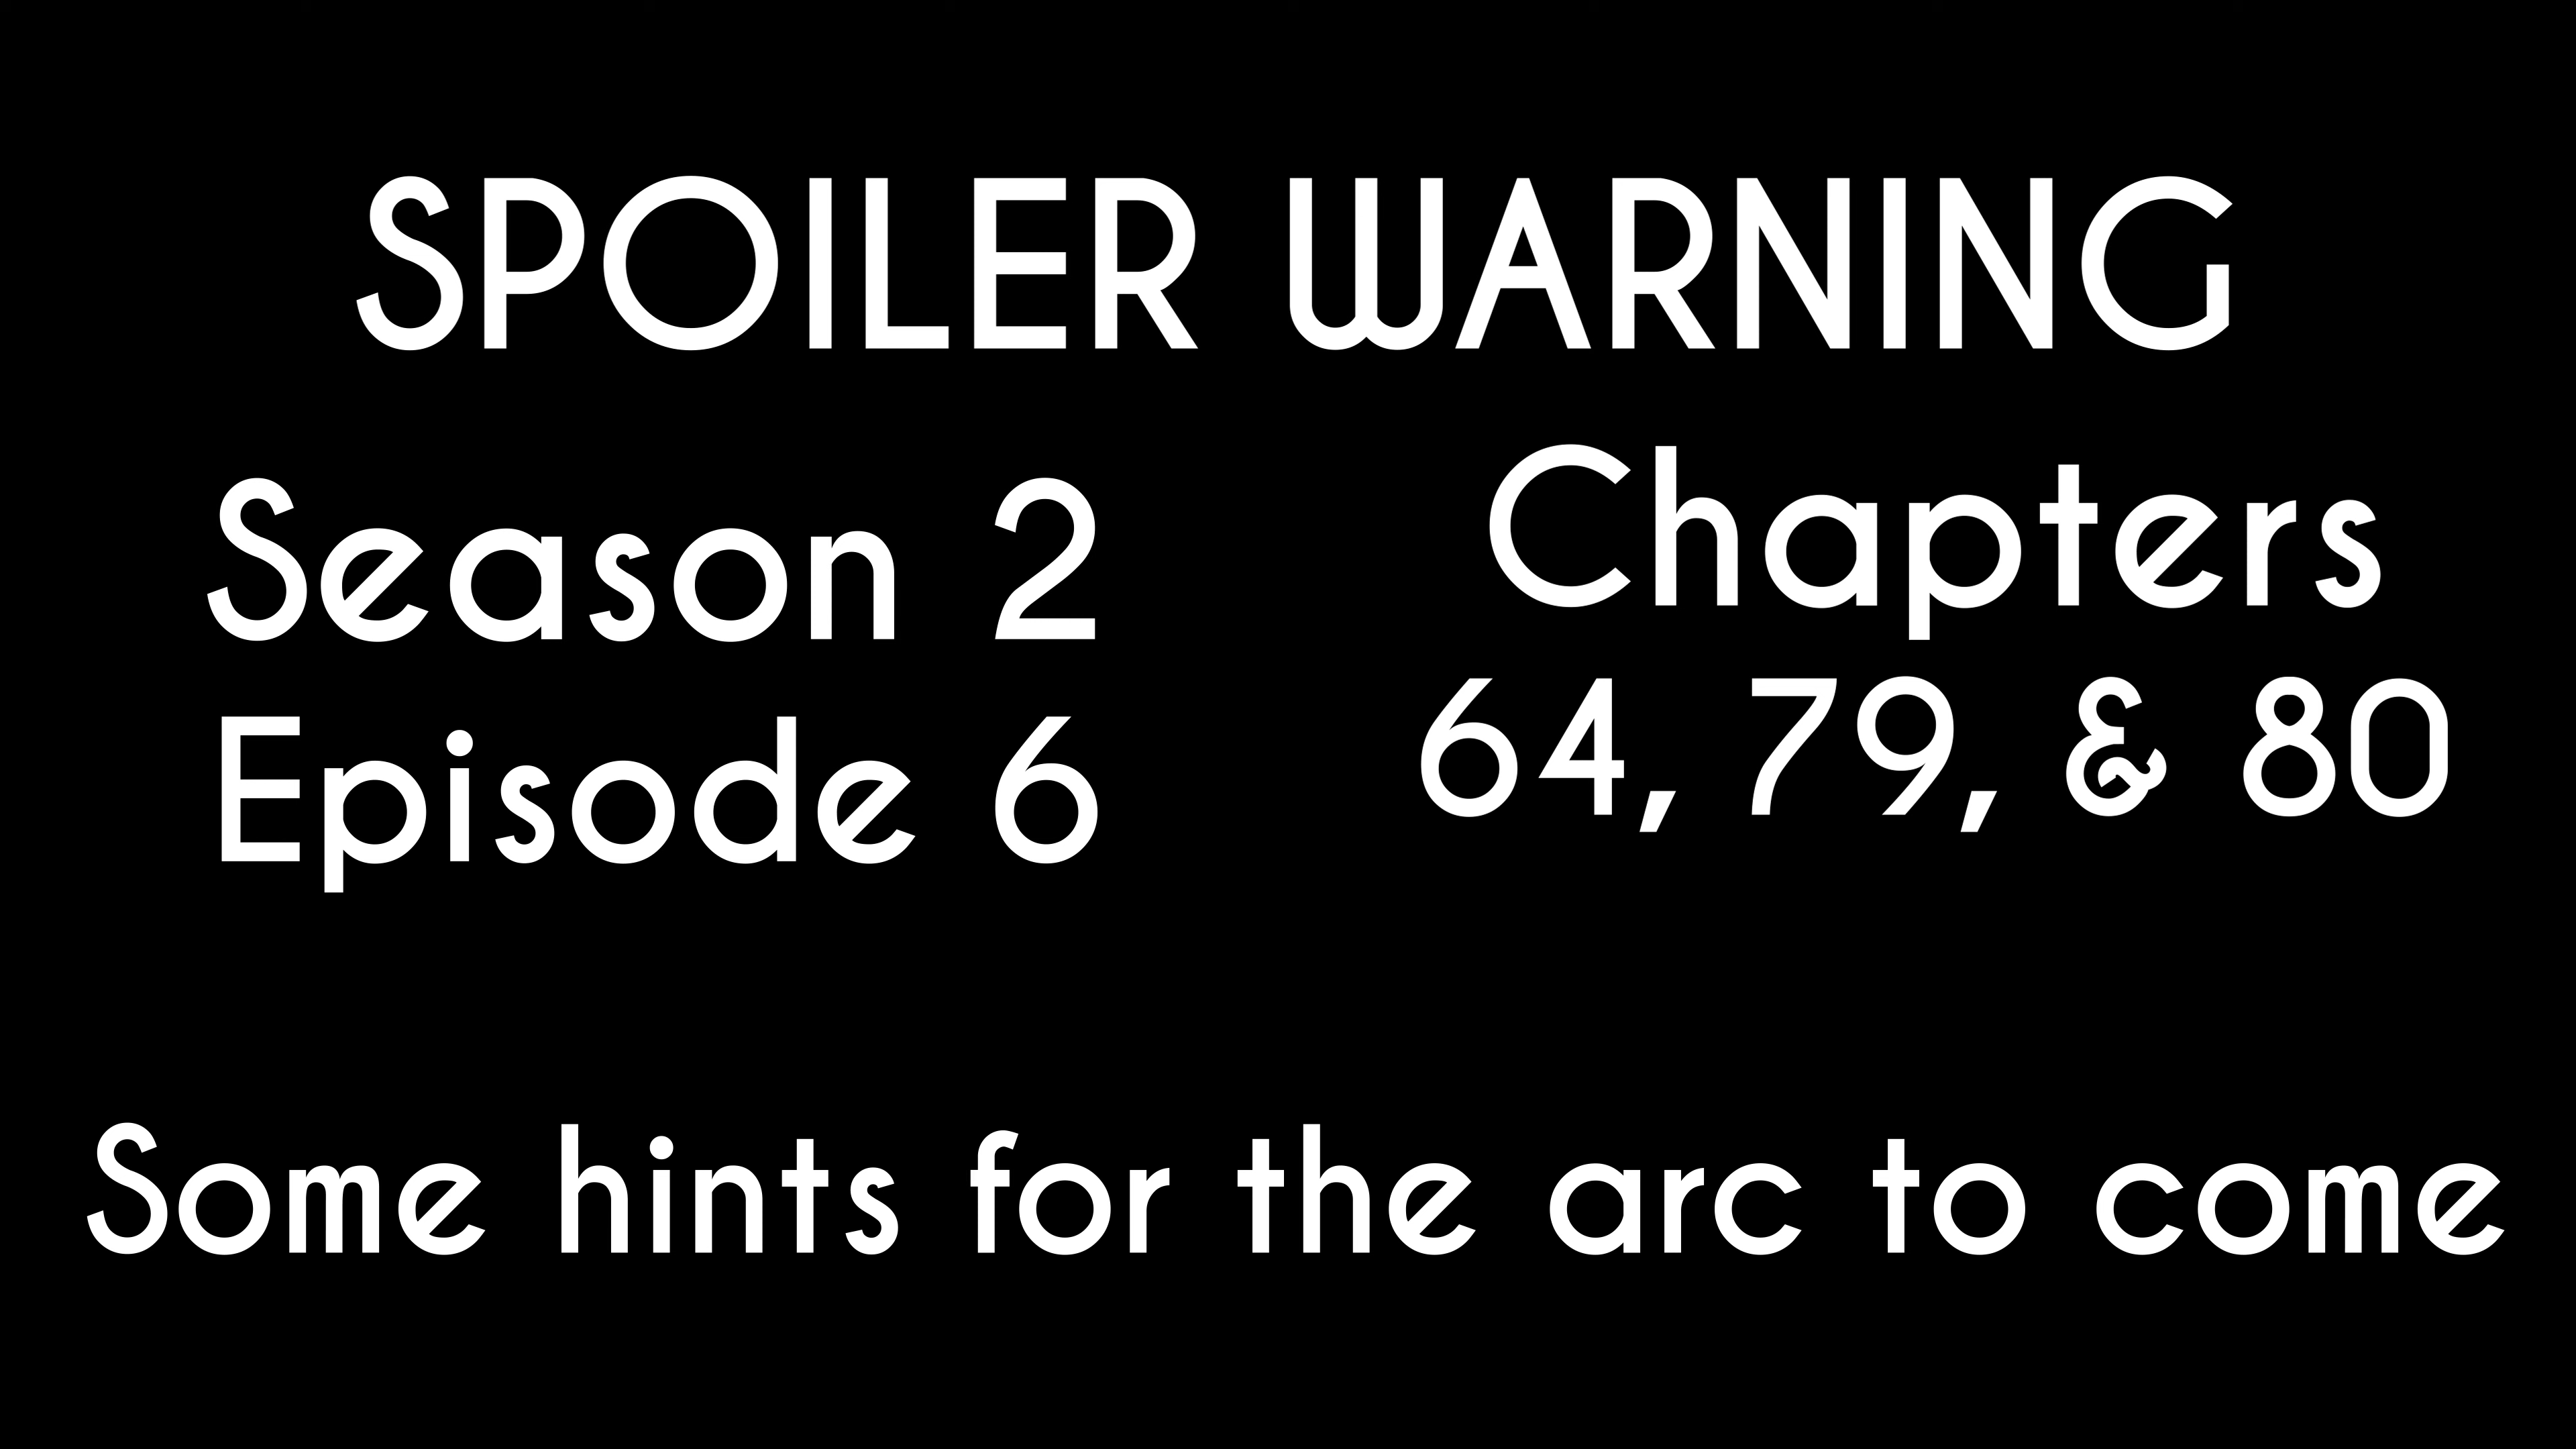 SPOILER WARNING
Season 2
Episode 6
Chapters
64, 79, & 80
Some hints for the arc to come